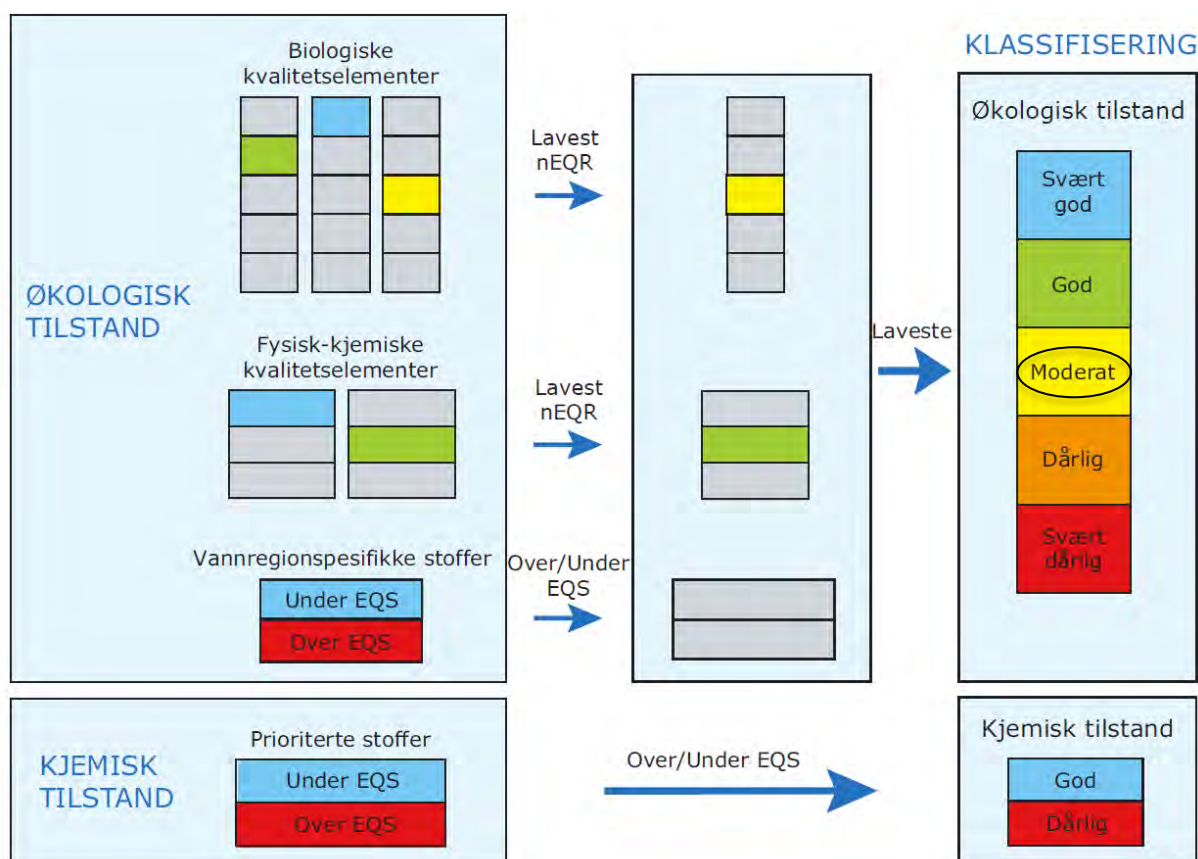 Biologiske
kvalitetselementer
ØKOLOGISK
TILSTAND
Fysisk-kjemiske
kvalitetselementer
Vannregionspesifikke stoffer
Under EQS
Over EQS
Lavest
nEQR
Lavest
nEQR
Over/Under
EQS
Laveste
KLASSIFISERING
Økologisk tilstand
Svært
god
God
Moderat
Dårlig
Svært
dårlig
KJEMISK
TILSTAND
Prioriterte stoffer
Under EQS
Over EQS
Over/Under EQS
Kjemisk tilstand
God
Dårlig